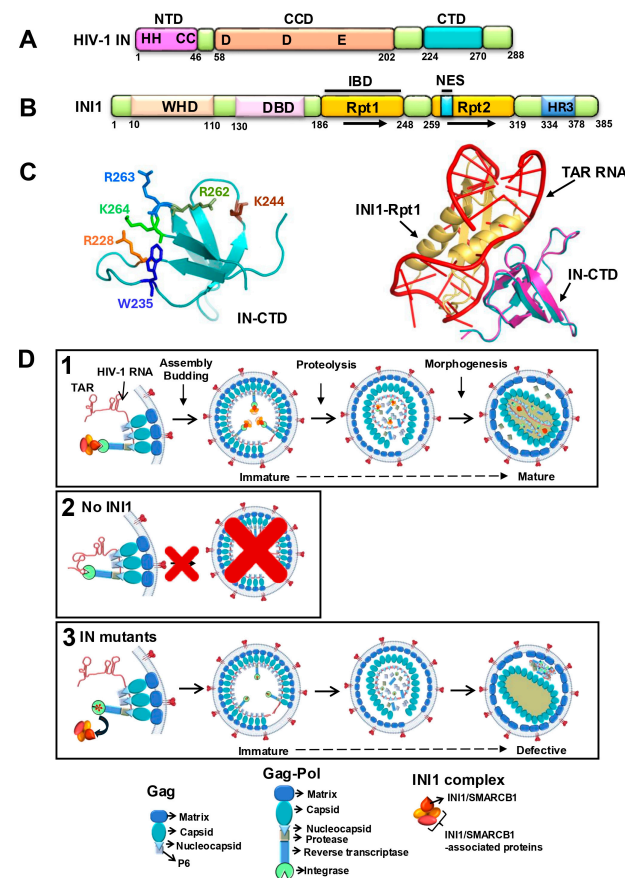 NTD CCD CTD
A HIV-1 IN HH CC D D E
1 46 58 202 224 270 288
IBD NES
B INI1 WHD DBD Rpt1 Rpt2 HR3
1 10 110 130 186 248 259 319 334 378 385
C
R263
R262
K264
K244
R228
W235
IN-CTD
TAR RNA
INI1-Rpt1
IN-CTD
D
1
TAR
HIV-1 RNA
Assembly
Budding
Proteolysis
Morphogenesis
Immature
Mature
2 No INI1
3 IN mutants
Immature
Defective
Gag
Matrix
Capsid
Nucleocapsid
P6
Gag-Pol
Matrix
Capsid
Nucleocapsid
Protease
Reverse transcriptase
Integrase
INI1 complex
INI1/SMARCB1
INI1/SMARCB1
-associated proteins